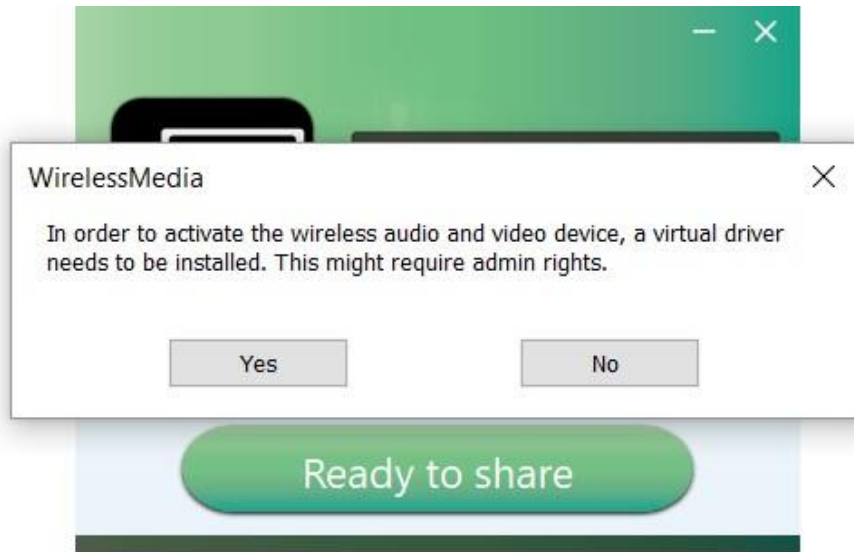 WirelessMedia
In order to activate the wireless audio and video device, a virtual driver
needs to be installed. This might require admin rights.
Yes
No
Ready to share